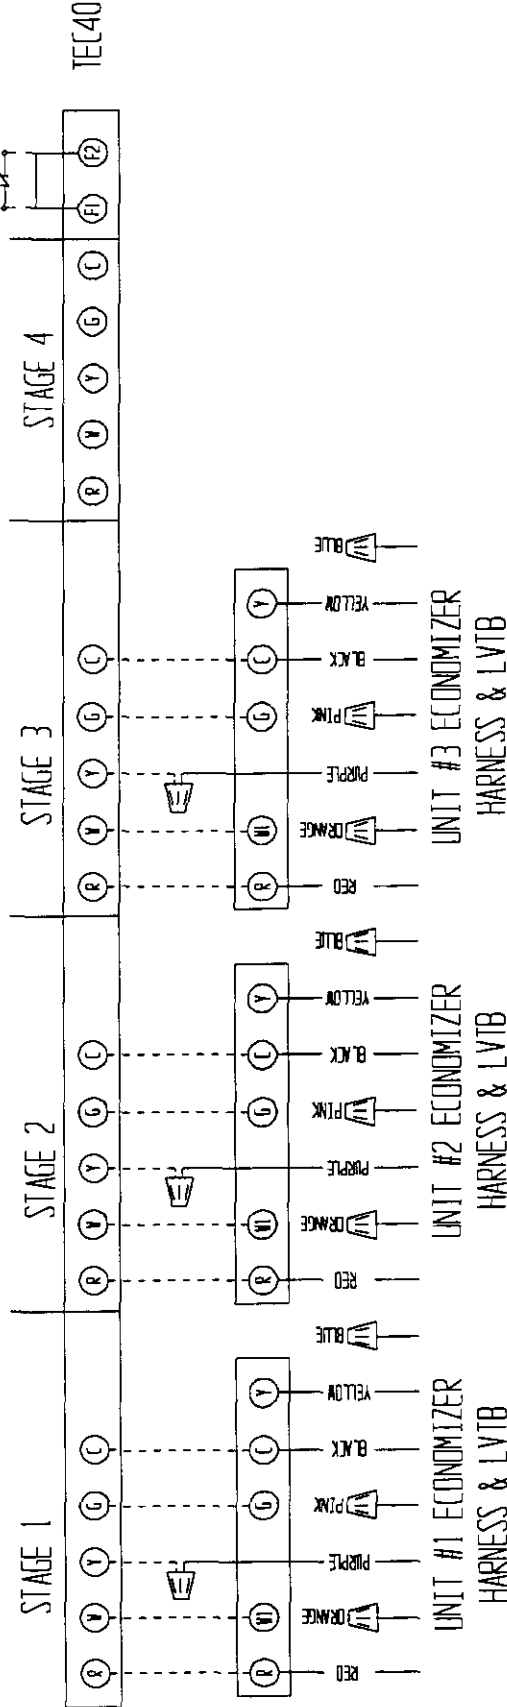 TEC40
STAGE 1
STAGE 2
STAGE 3
STAGE 4
R W Y G C
R W Y G C
R W Y G C
R W Y G C F1 F2
R W1 G C Y
R W1 G C Y
R W1 G C Y
RED ORANGE PURPLE PINK BLACK YELLOW BLUE
RED ORANGE PURPLE PINK BLACK YELLOW BLUE
RED ORANGE PURPLE PINK BLACK YELLOW BLUE
UNIT #1 ECONOMIZER
HARNESS & LVTB
UNIT #2 ECONOMIZER
HARNESS & LVTB
UNIT #3 ECONOMIZER
HARNESS & LVTB